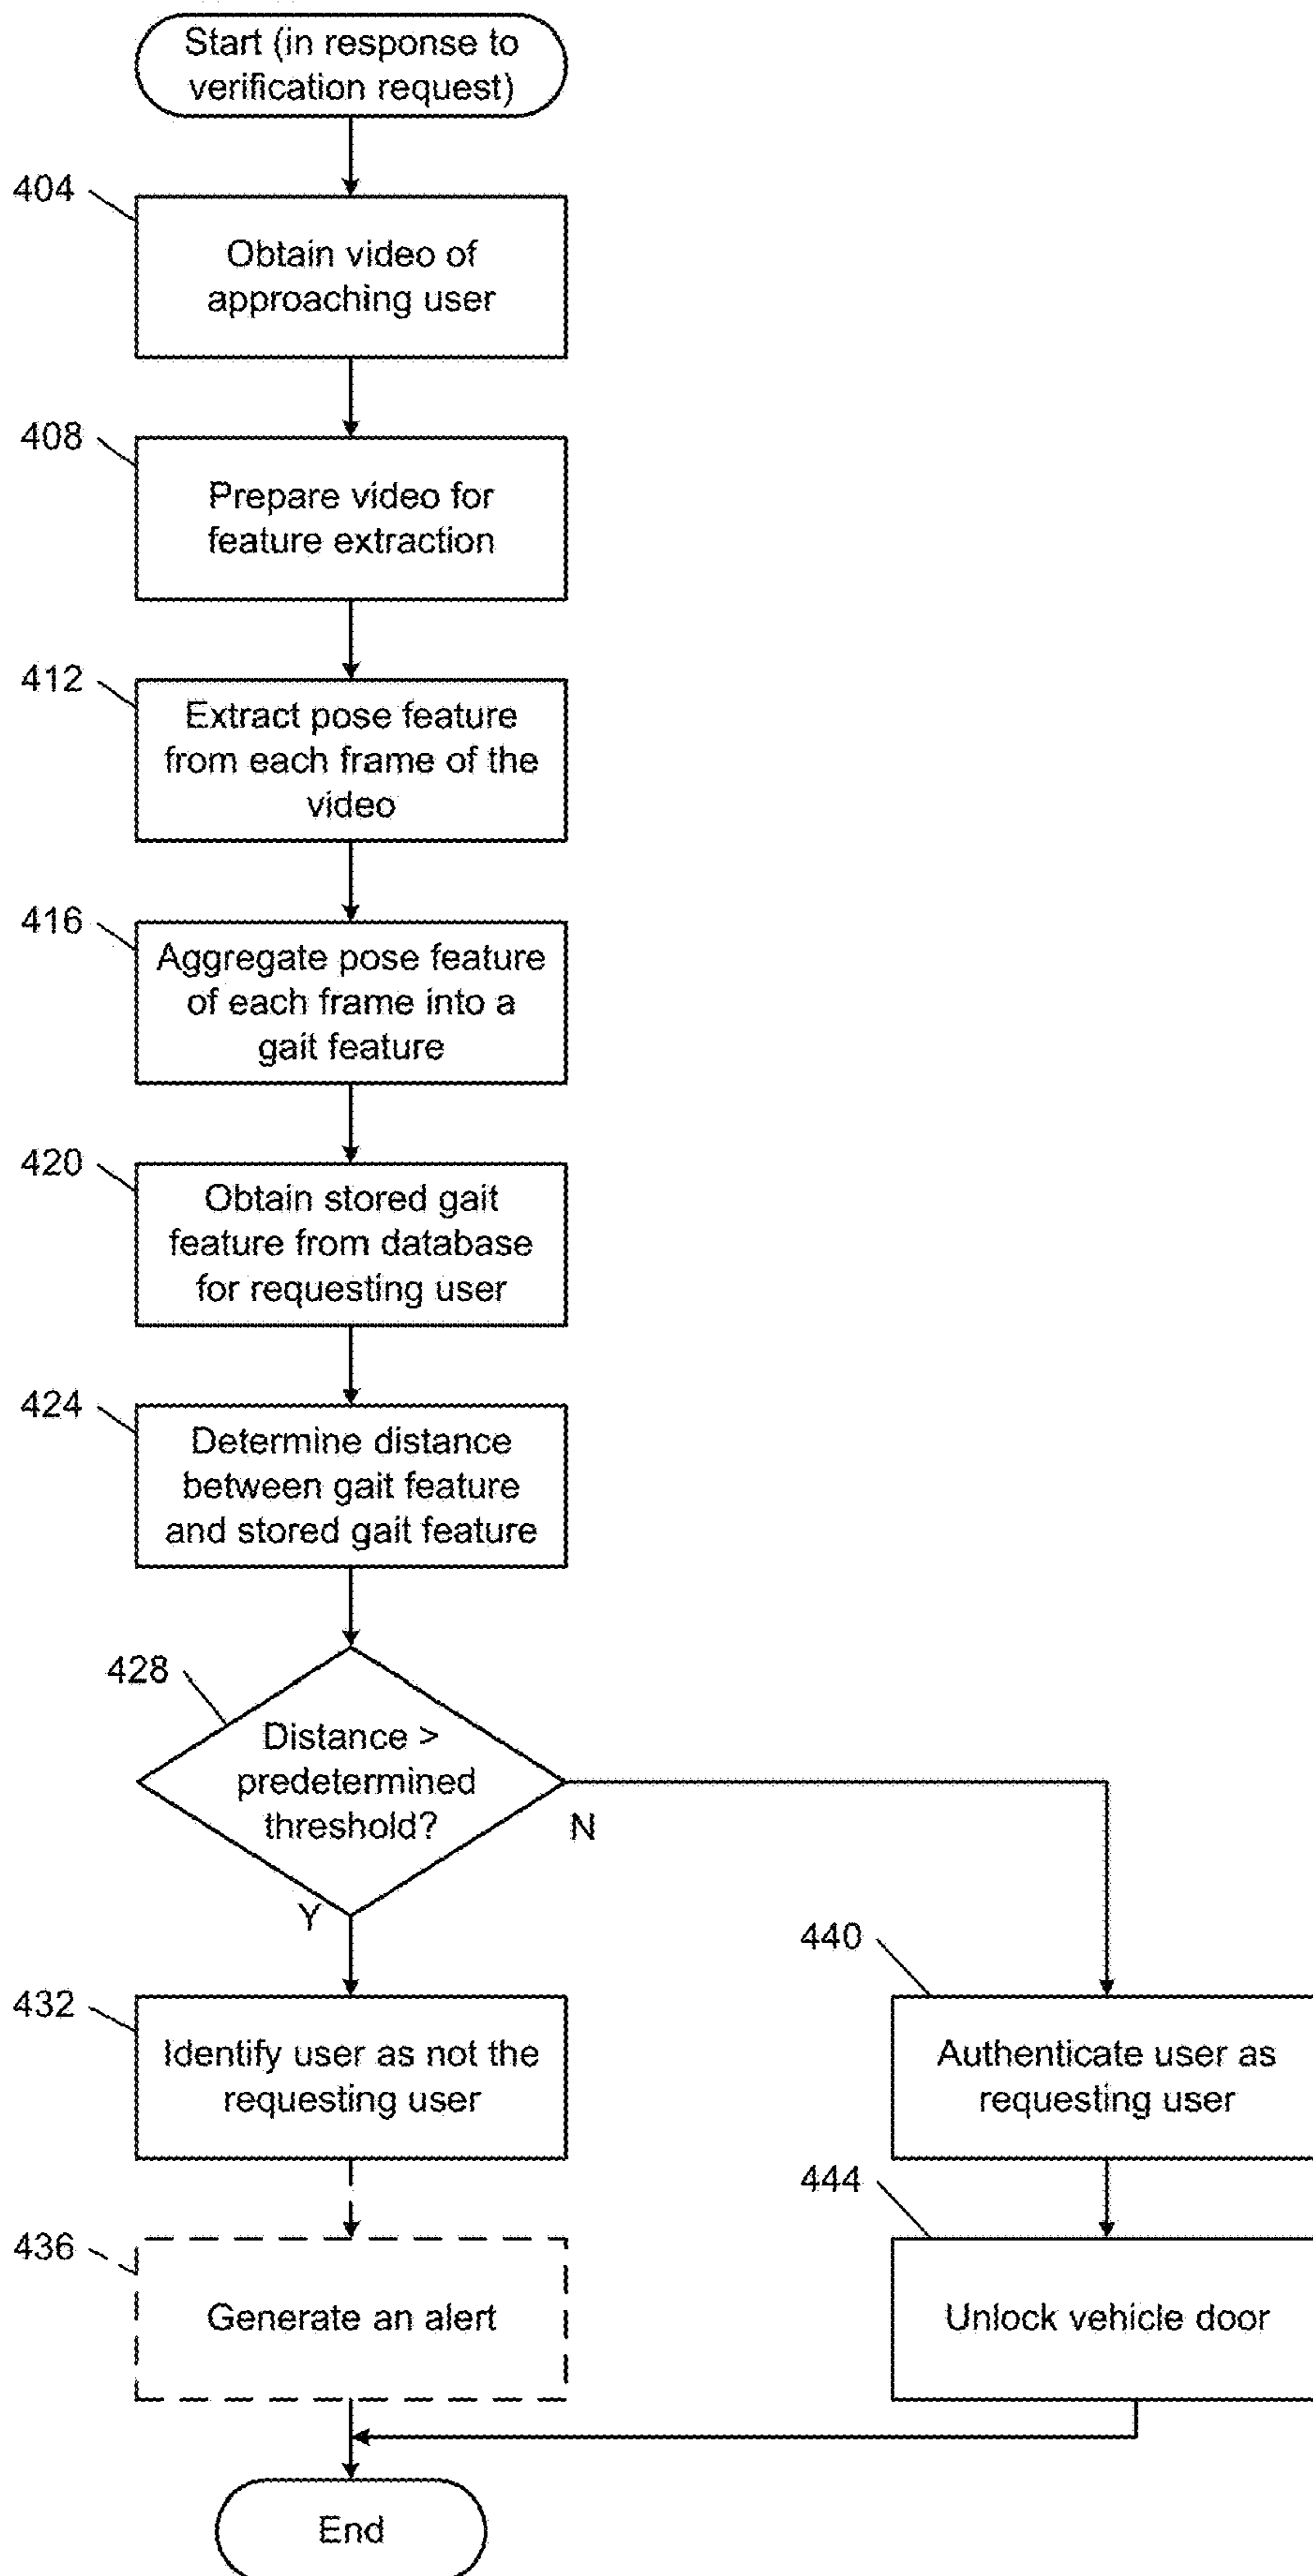 Start (in response to
verification request)
404
Obtain video of
approaching user
408
Prepare video for
feature extraction
412
Extract pose feature
from each frame of the
video
416
Aggregate pose feature
of each frame into a
gait feature
420
Obtain stored gait
feature from database
for requesting user
424
Determine distance
between gait feature
and stored gait feature
428
Distance >
predetermined
threshold?
N
Y
432
Identify user as not the
requesting user
440
Authenticate user as
requesting user
436
Generate an alert
444
Unlock vehicle door
End